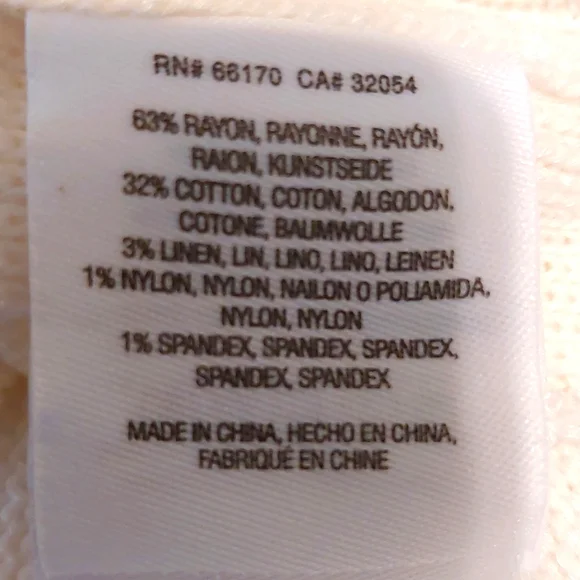 RN# 66170 CA# 32054
63% RAYON, RAYONNE, RAYÓN,
RAION, KUNSTSEIDE
32% COTTON, COTON, ALGODON,
COTONE, BAUMWOLLE
3% LINEN, LIN, LINO, LINO, LEINEN
1% NYLON, NYLON, NAILON O POLIAMIDA,
NYLON, NYLON
1% SPANDEX, SPANDEX, SPANDEX,
SPANDEX, SPANDEX
MADE IN CHINA, HECHO EN CHINA,
FABRIQUÉ EN CHINE